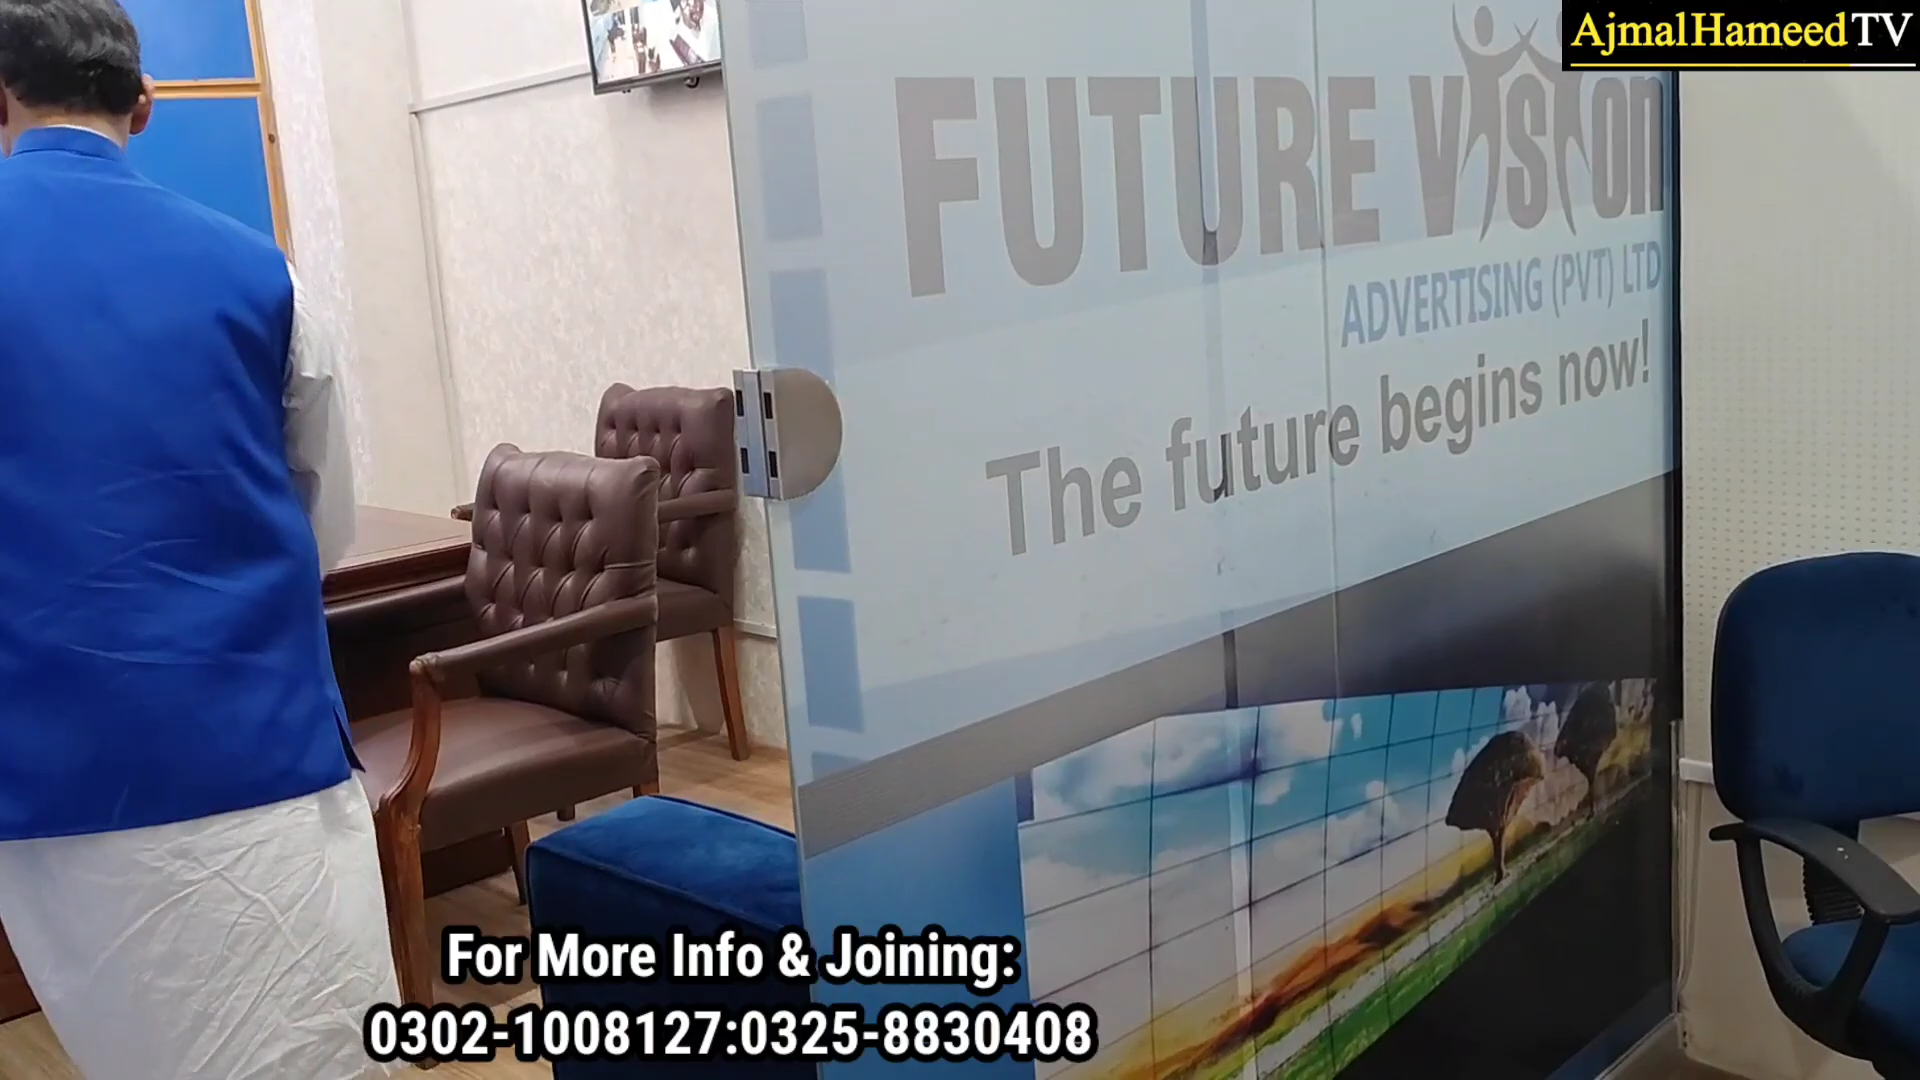 AjmalHameedTV
FUTURE VISION
ADVERTISING (PVT) LTD
The future begins now!
For More Info & Joining:
0302-1008127:0325-8830408